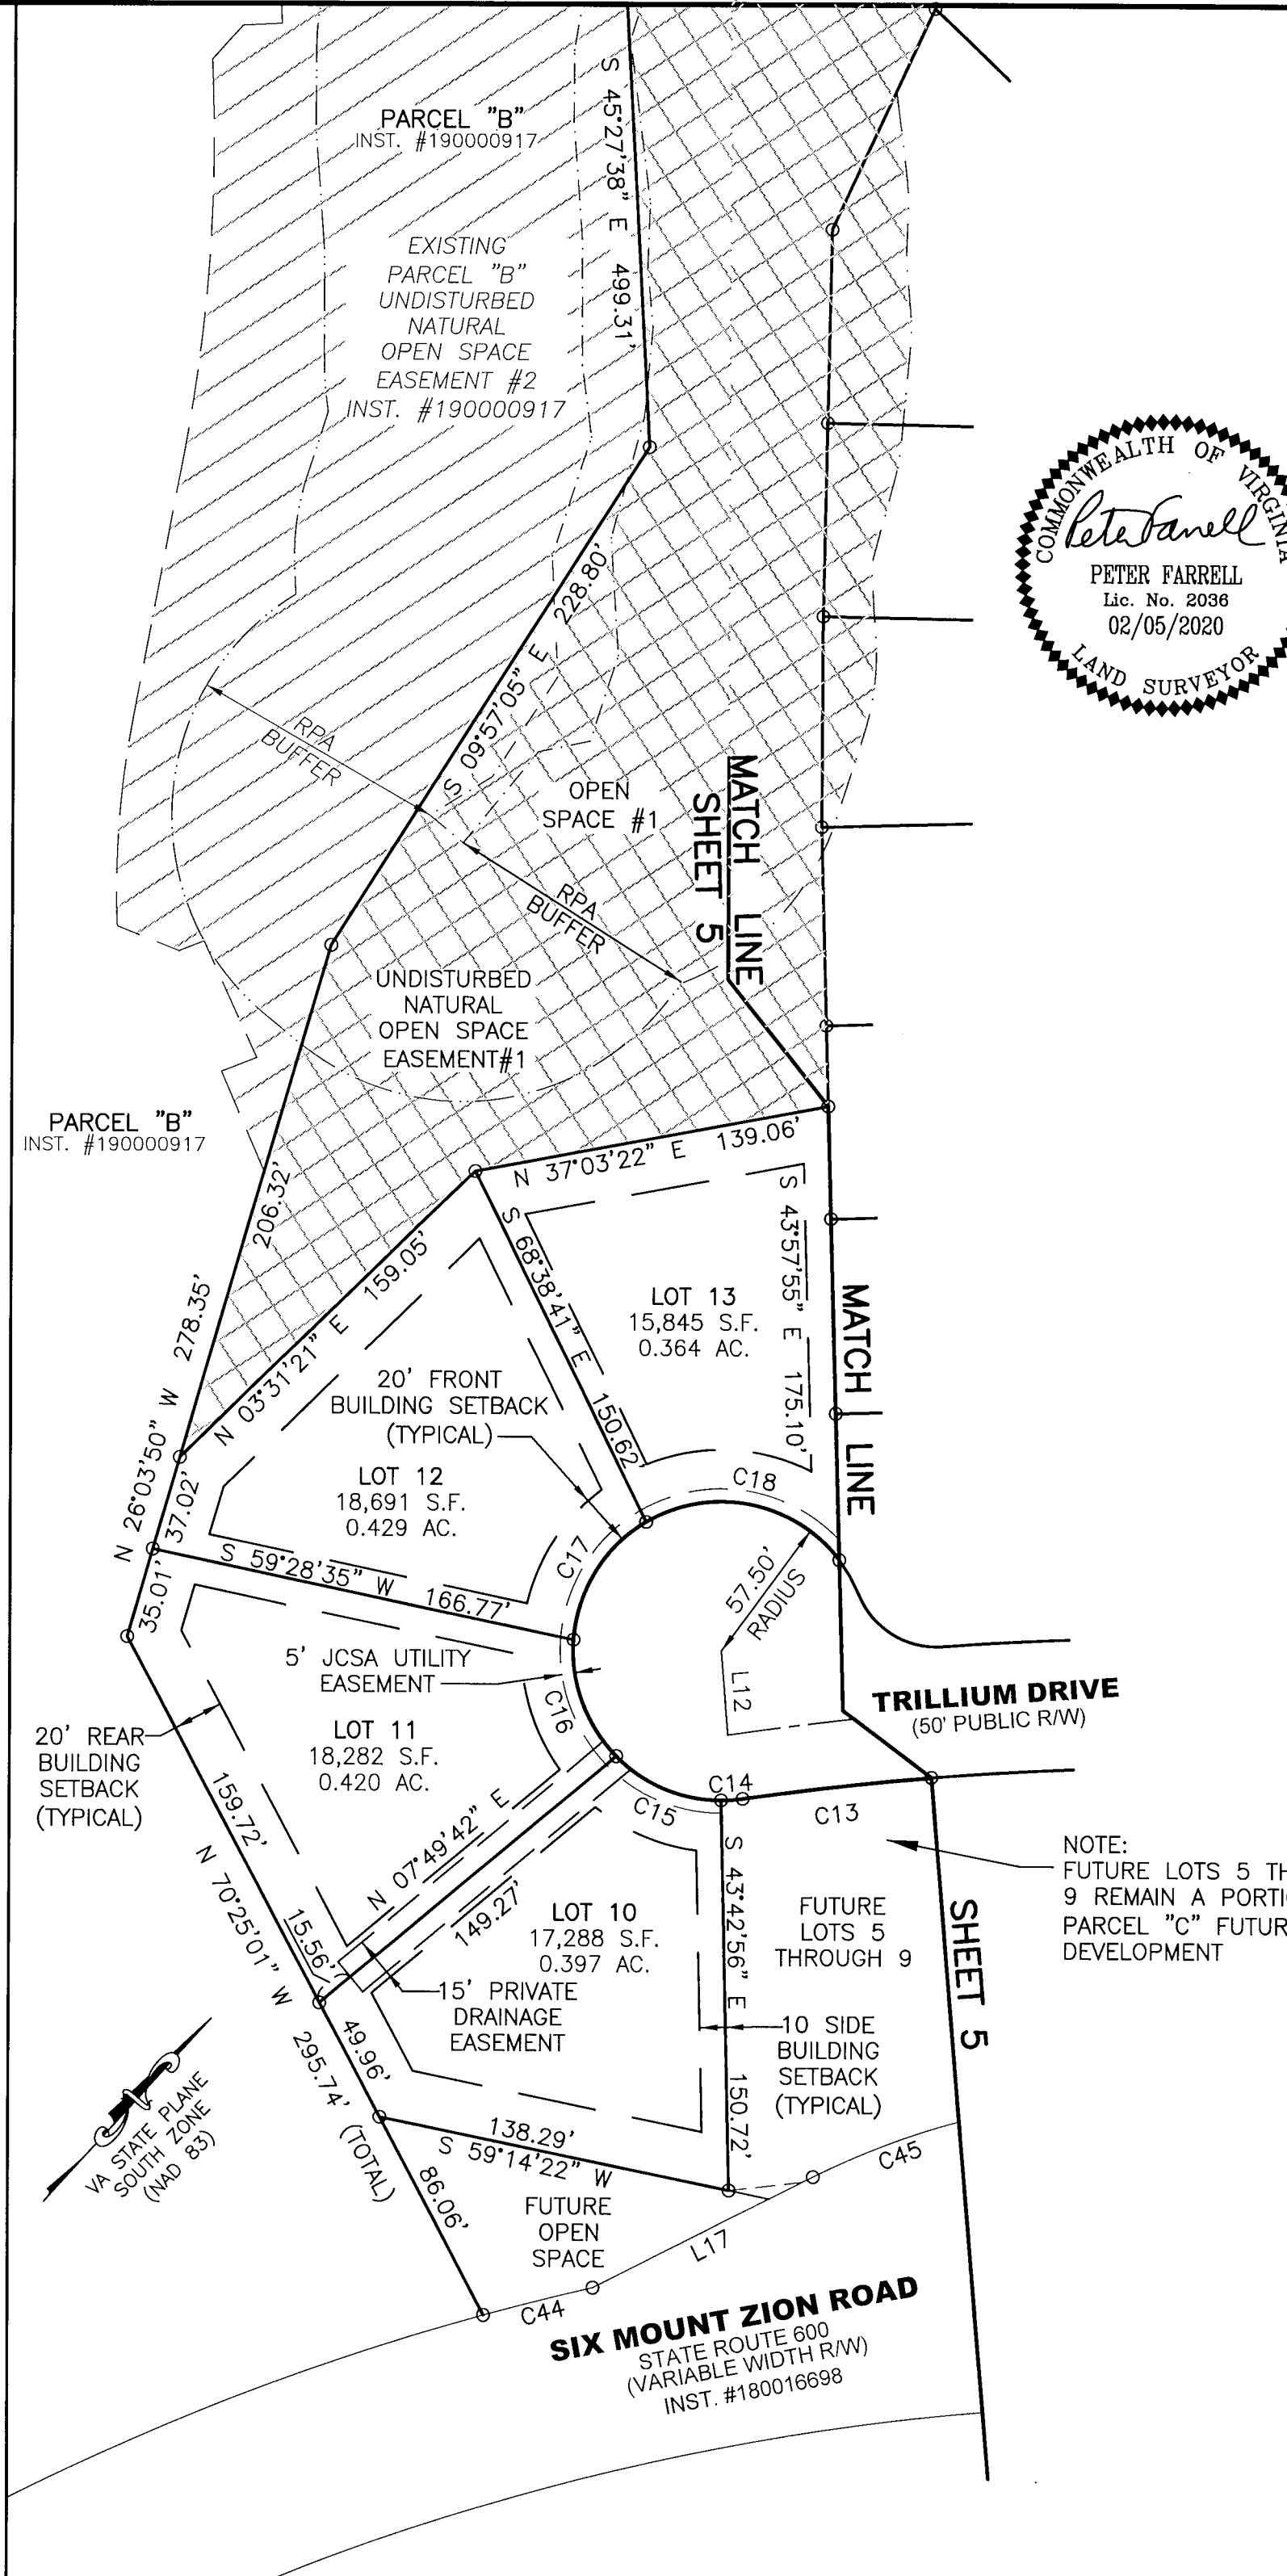 PARCEL "B"
INST. #190000917
S 45°27'38" E 499.31'
EXISTING
PARCEL "B"
UNDISTURBED
NATURAL
OPEN SPACE
EASEMENT #2
INST. #190000917
COMMONWEALTH OF VIRGINIA
Peter Farrell
PETER FARRELL
Lic. No. 2036
02/05/2020
LAND SURVEYOR
S 09°57'05" E 228.80'
RPA
BUFFER
OPEN
SPACE #1
MATCH LINE
SHEET 5
RPA
BUFFER
UNDISTURBED
NATURAL
OPEN SPACE
EASEMENT#1
PARCEL "B"
INST. #190000917
N 37°03'22" E 139.06'
206.32'
N 26°03'50" W 278.35'
N 03°31'21" E 159.05'
S 68°38'41" E 150.62'
S 43°57'55" E 175.10'
LOT 13
15,845 S.F.
0.364 AC.
MATCH LINE
20' FRONT
BUILDING SETBACK
(TYPICAL)
LOT 12
18,691 S.F.
0.429 AC.
37.02'
35.01'
S 59°28'35" W 166.77'
C17
C18
57.50'
RADIUS
L12
5' JCSA UTILITY
EASEMENT
C16
TRILLIUM DRIVE
(50' PUBLIC R/W)
LOT 11
18,282 S.F.
0.420 AC.
20' REAR
BUILDING
SETBACK
(TYPICAL)
159.72'
N 70°25'01" W 295.74' (TOTAL)
15.56'
49.96'
86.06'
N 07°49'42" E
149.27'
C14
C15
C13
NOTE:
FUTURE LOTS 5 TH
9 REMAIN A PORTI
PARCEL "C" FUTUR
DEVELOPMENT
LOT 10
17,288 S.F.
0.397 AC.
S 43°42'56" E 150.72'
FUTURE
LOTS 5
THROUGH 9
SHEET 5
15' PRIVATE
DRAINAGE
EASEMENT
10 SIDE
BUILDING
SETBACK
(TYPICAL)
VA STATE PLANE
SOUTH ZONE
(NAD 83)
138.29'
S 59°14'22" W
C45
FUTURE
OPEN
SPACE
L17
C44
SIX MOUNT ZION ROAD
STATE ROUTE 600
(VARIABLE WIDTH R/W)
INST. #180016698